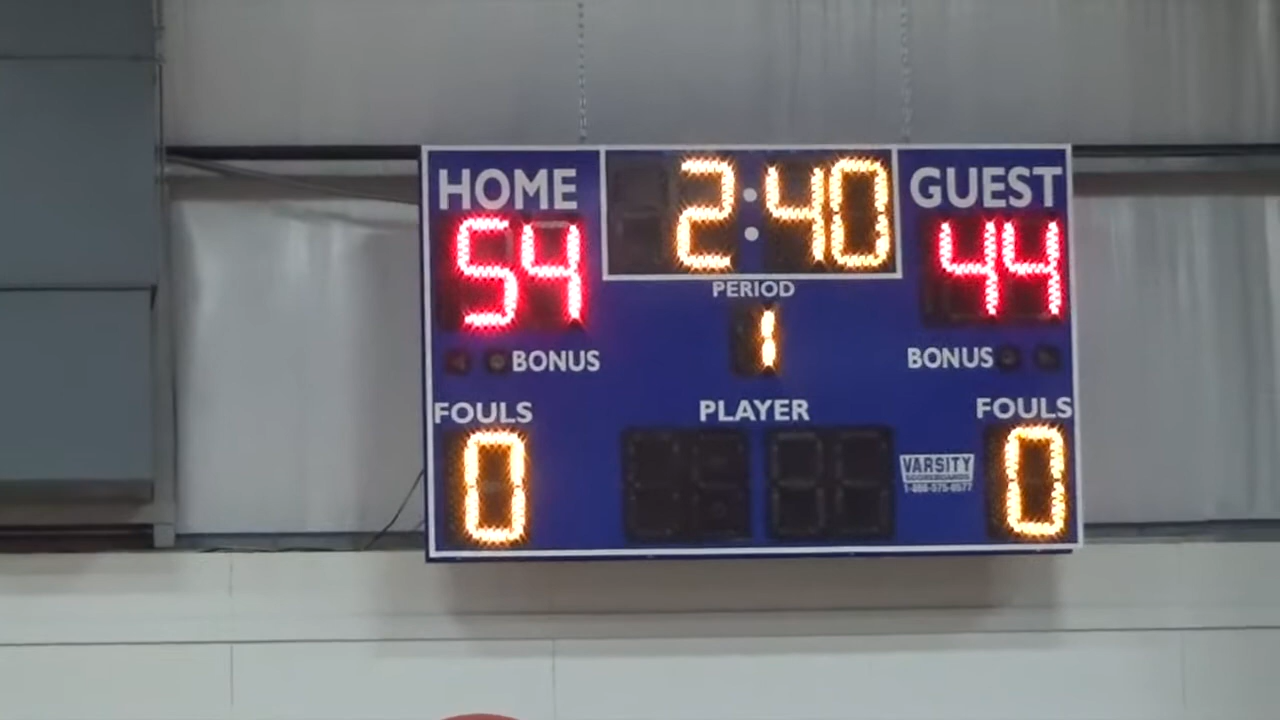 HOME 2:40 GUEST
54 44
PERIOD
1
BONUS BONUS
FOULS PLAYER FOULS
0 0
VARSITY